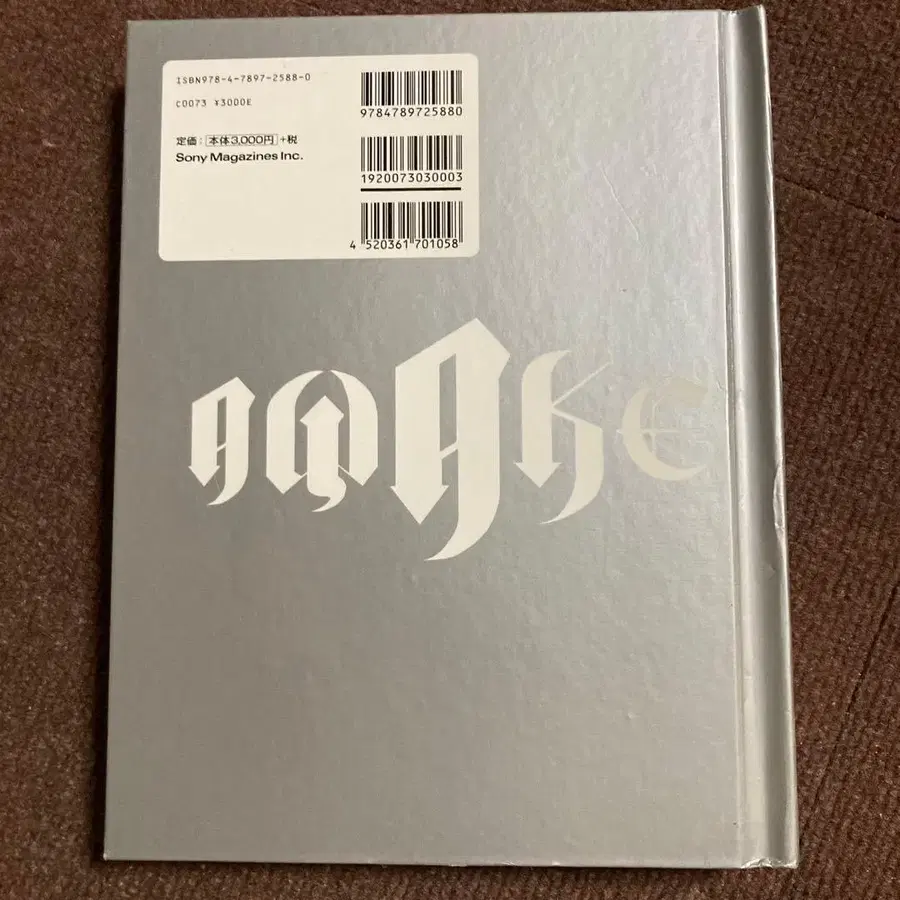 ISBN978-4-7897-2588-0
C0073 ¥3000E
定価：本体3,000円+税
Sony Magazines Inc.
9784789725880
1920073030003
4 520361 701058
AWAKE